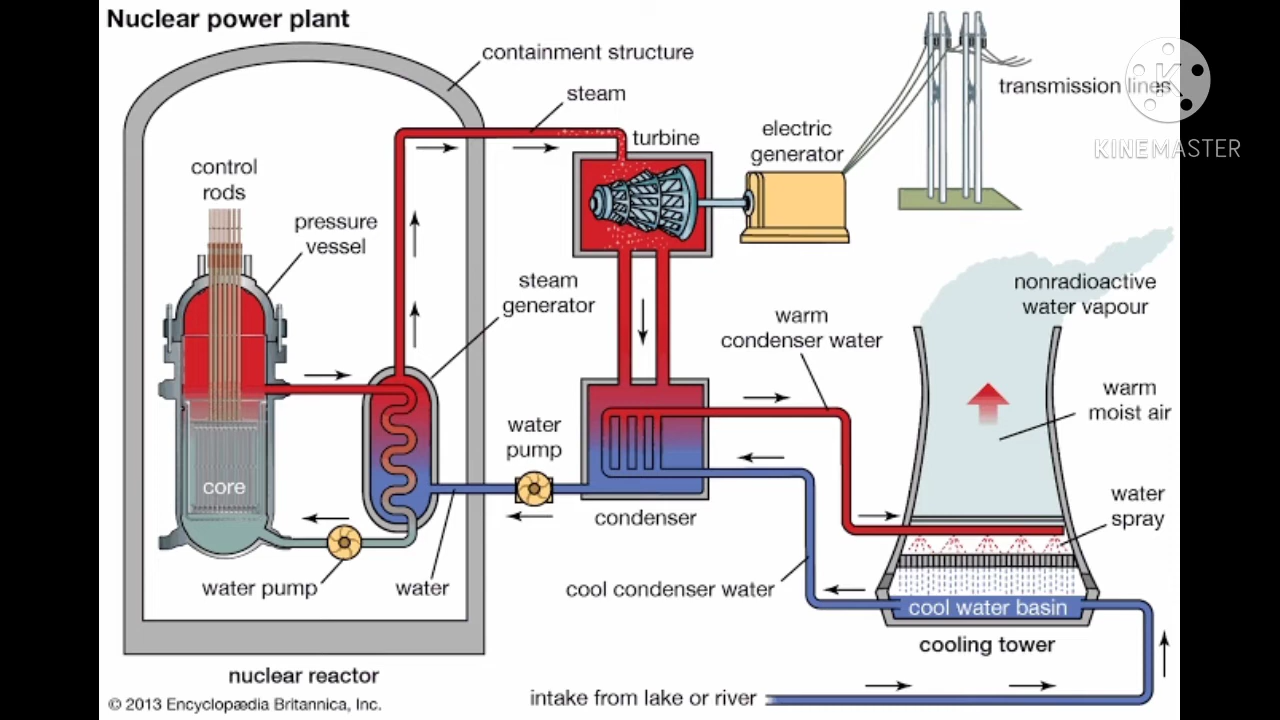 Nuclear power plant
containment structure
steam
turbine
electric
generator
transmission lines
KINEMASTER
control
rods
pressure
vessel
steam
generator
nonradioactive
water vapour
warm
condenser water
warm
moist air
water
pump
core
condenser
water
spray
water pump
water
cool condenser water
cool water basin
cooling tower
nuclear reactor
intake from lake or river
© 2013 Encyclopædia Britannica, Inc.